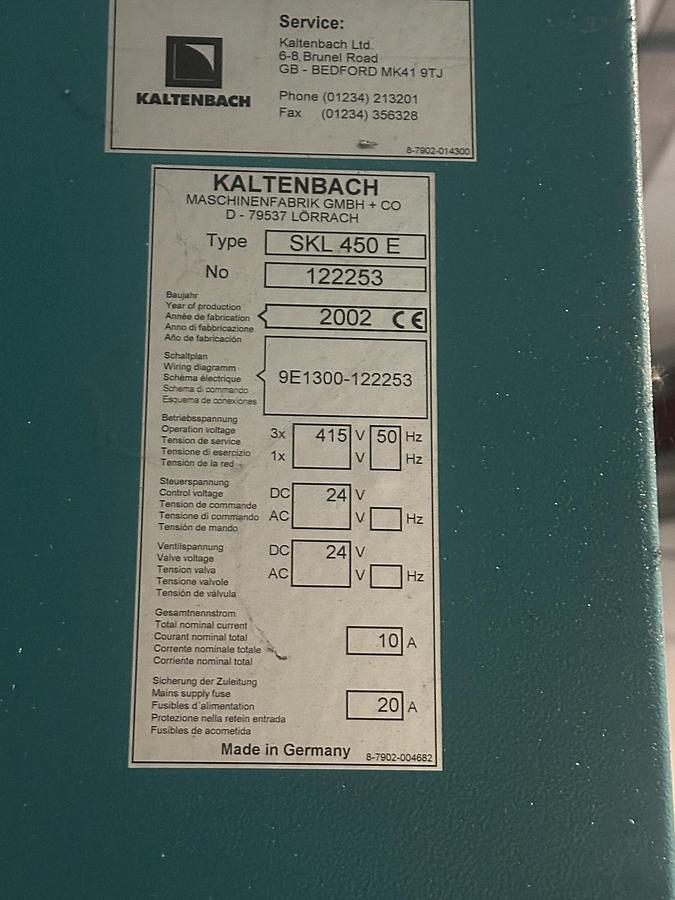 Service:
Kaltenbach Ltd.
6-8, Brunel Road
GB - BEDFORD MK41 9TJ
KALTENBACH
Phone (01234) 213201
Fax (01234) 356328
8-7902-014300
KALTENBACH
MASCHINENFABRIK GMBH + CO
D - 79537 LÖRRACH
Type SKL 450 E
No 122253
Baujahr
Year of production
Année de fabrication 2002 CE
Anno di fabbricazione
Año de fabricación
Schaltplan
Wiring diagramm
Schéma électrique 9E1300-122253
Schema di commando
Esquema de conexiones
Betriebsspannung
Operation voltage 3x 415 V 50 Hz
Tension de service
Tensione di esercizio 1x V Hz
Tensión de la red
Steuerspannung
Control voltage DC 24 V
Tension de commande
Tensione di commando AC V Hz
Tensión de mando
Ventilspannung
Valve voltage DC 24 V
Tension valva
Tensione valvole AC V Hz
Tensión de válvula
Gesamtnennstrom
Total nominal current
Courant nominal total 10 A
Corrente nominale totale
Corriente nominal total
Sicherung der Zuleitung
Mains supply fuse
Fusibles d´alimentation 20 A
Protezione nella retein entrada
Fusibles de acometida
Made in Germany 8-7902-004682